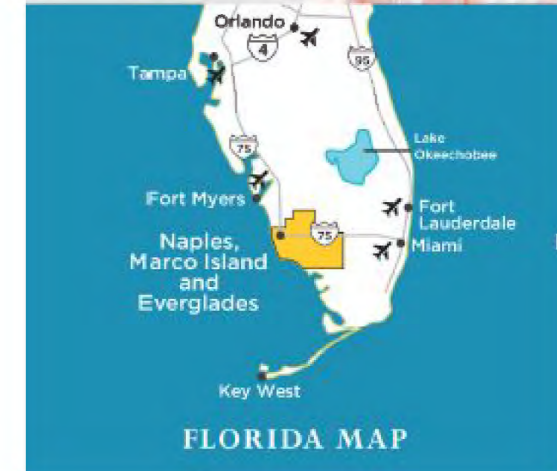 Orlando
4
95
Tampa
75
Lake
Okeechobee
Fort Myers
Fort
Lauderdale
75
Miami
Naples,
Marco Island
and
Everglades
Key West
FLORIDA MAP